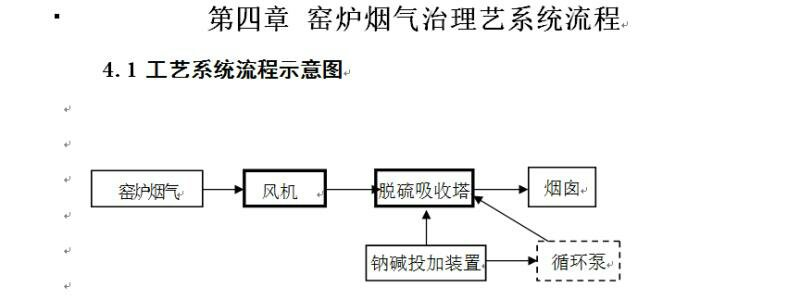 第四章 窑炉烟气治理艺系统流程
4.1 工艺系统流程示意图
窑炉烟气
风机
脱硫吸收塔
烟囱
钠碱投加装置
循环泵